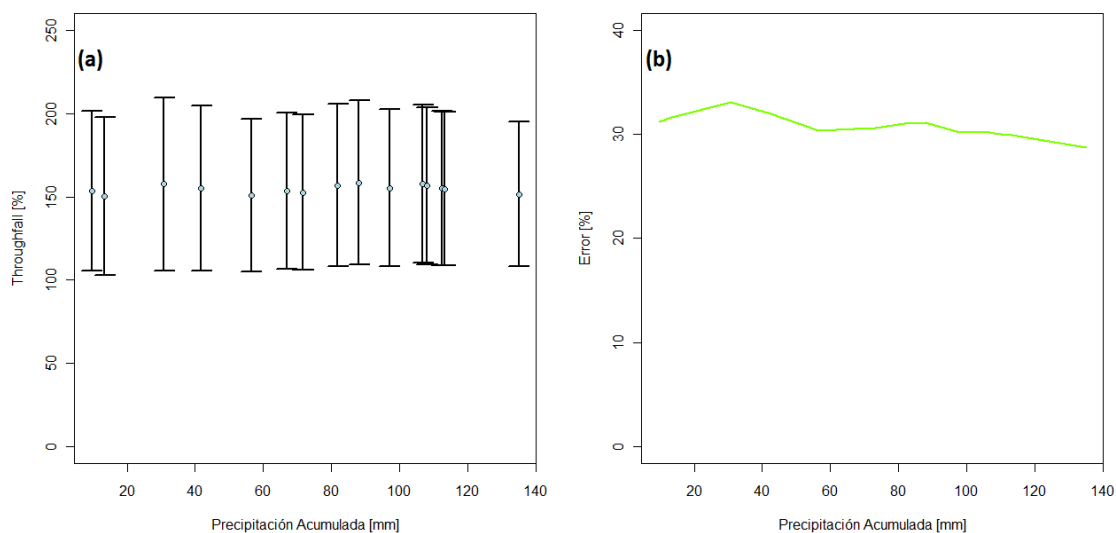 (a)
250
200
150
100
50
0
Throughfall [%]
20 40 60 80 100 120 140
Precipitación Acumulada [mm]
(b)
40
30
20
10
0
Error [%]
20 40 60 80 100 120 140
Precipitación Acumulada [mm]